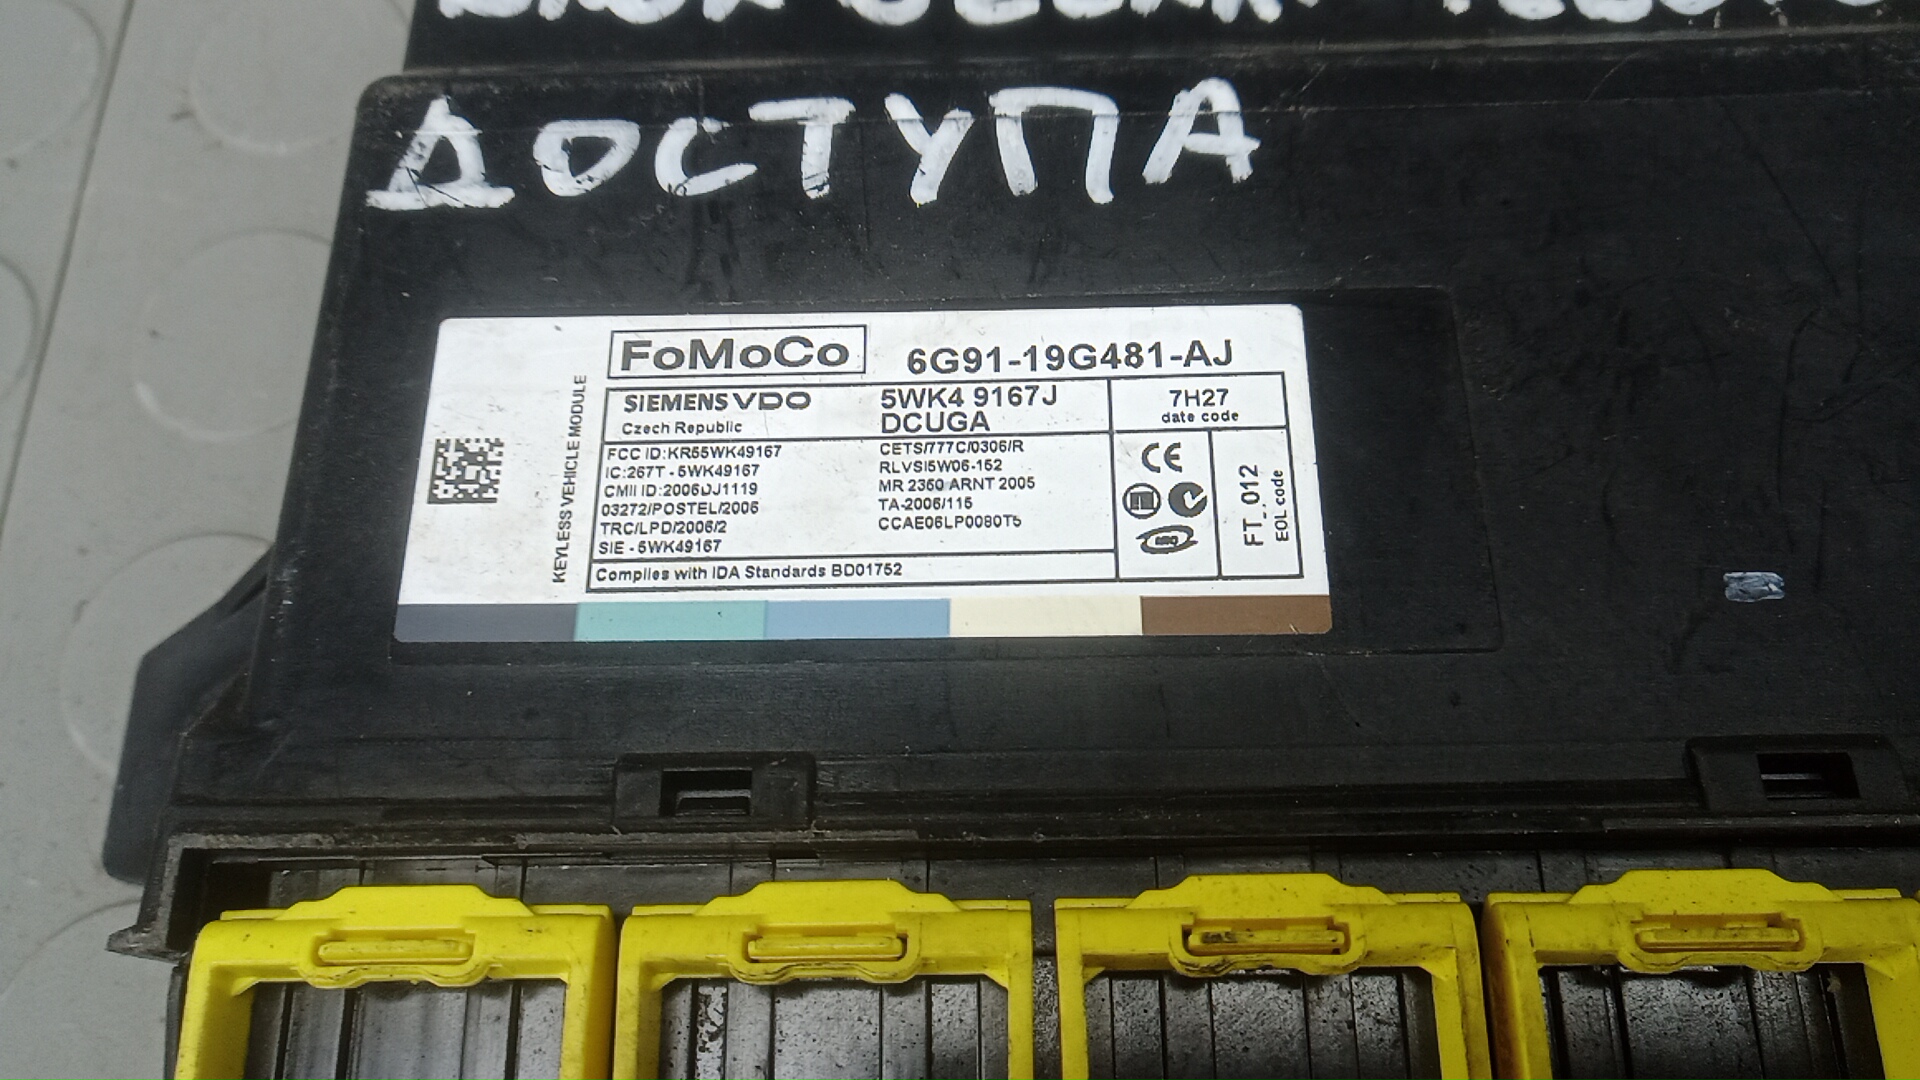 ДОСТУПА
FoMoCo 6G91-19G481-AJ
KEYLESS VEHICLE MODULE
SIEMENS VDO 5WK4 9167J 7H27
Czech Republic DCUGA date code
FCC ID:KR55WK49167 CETS/777C/0306/R
IC:267T - 5WK49167 RLVSI5W06-152
CMII ID:2006DJ1119 MR 2350 ARNT 2005
03272/POSTEL/2006 TA-2006/115
TRC/LPD/2006/2 CCAE06LP0080T5
SIE - 5WK49167
Complies with IDA Standards BD01752
CE
FT_012
EOL code